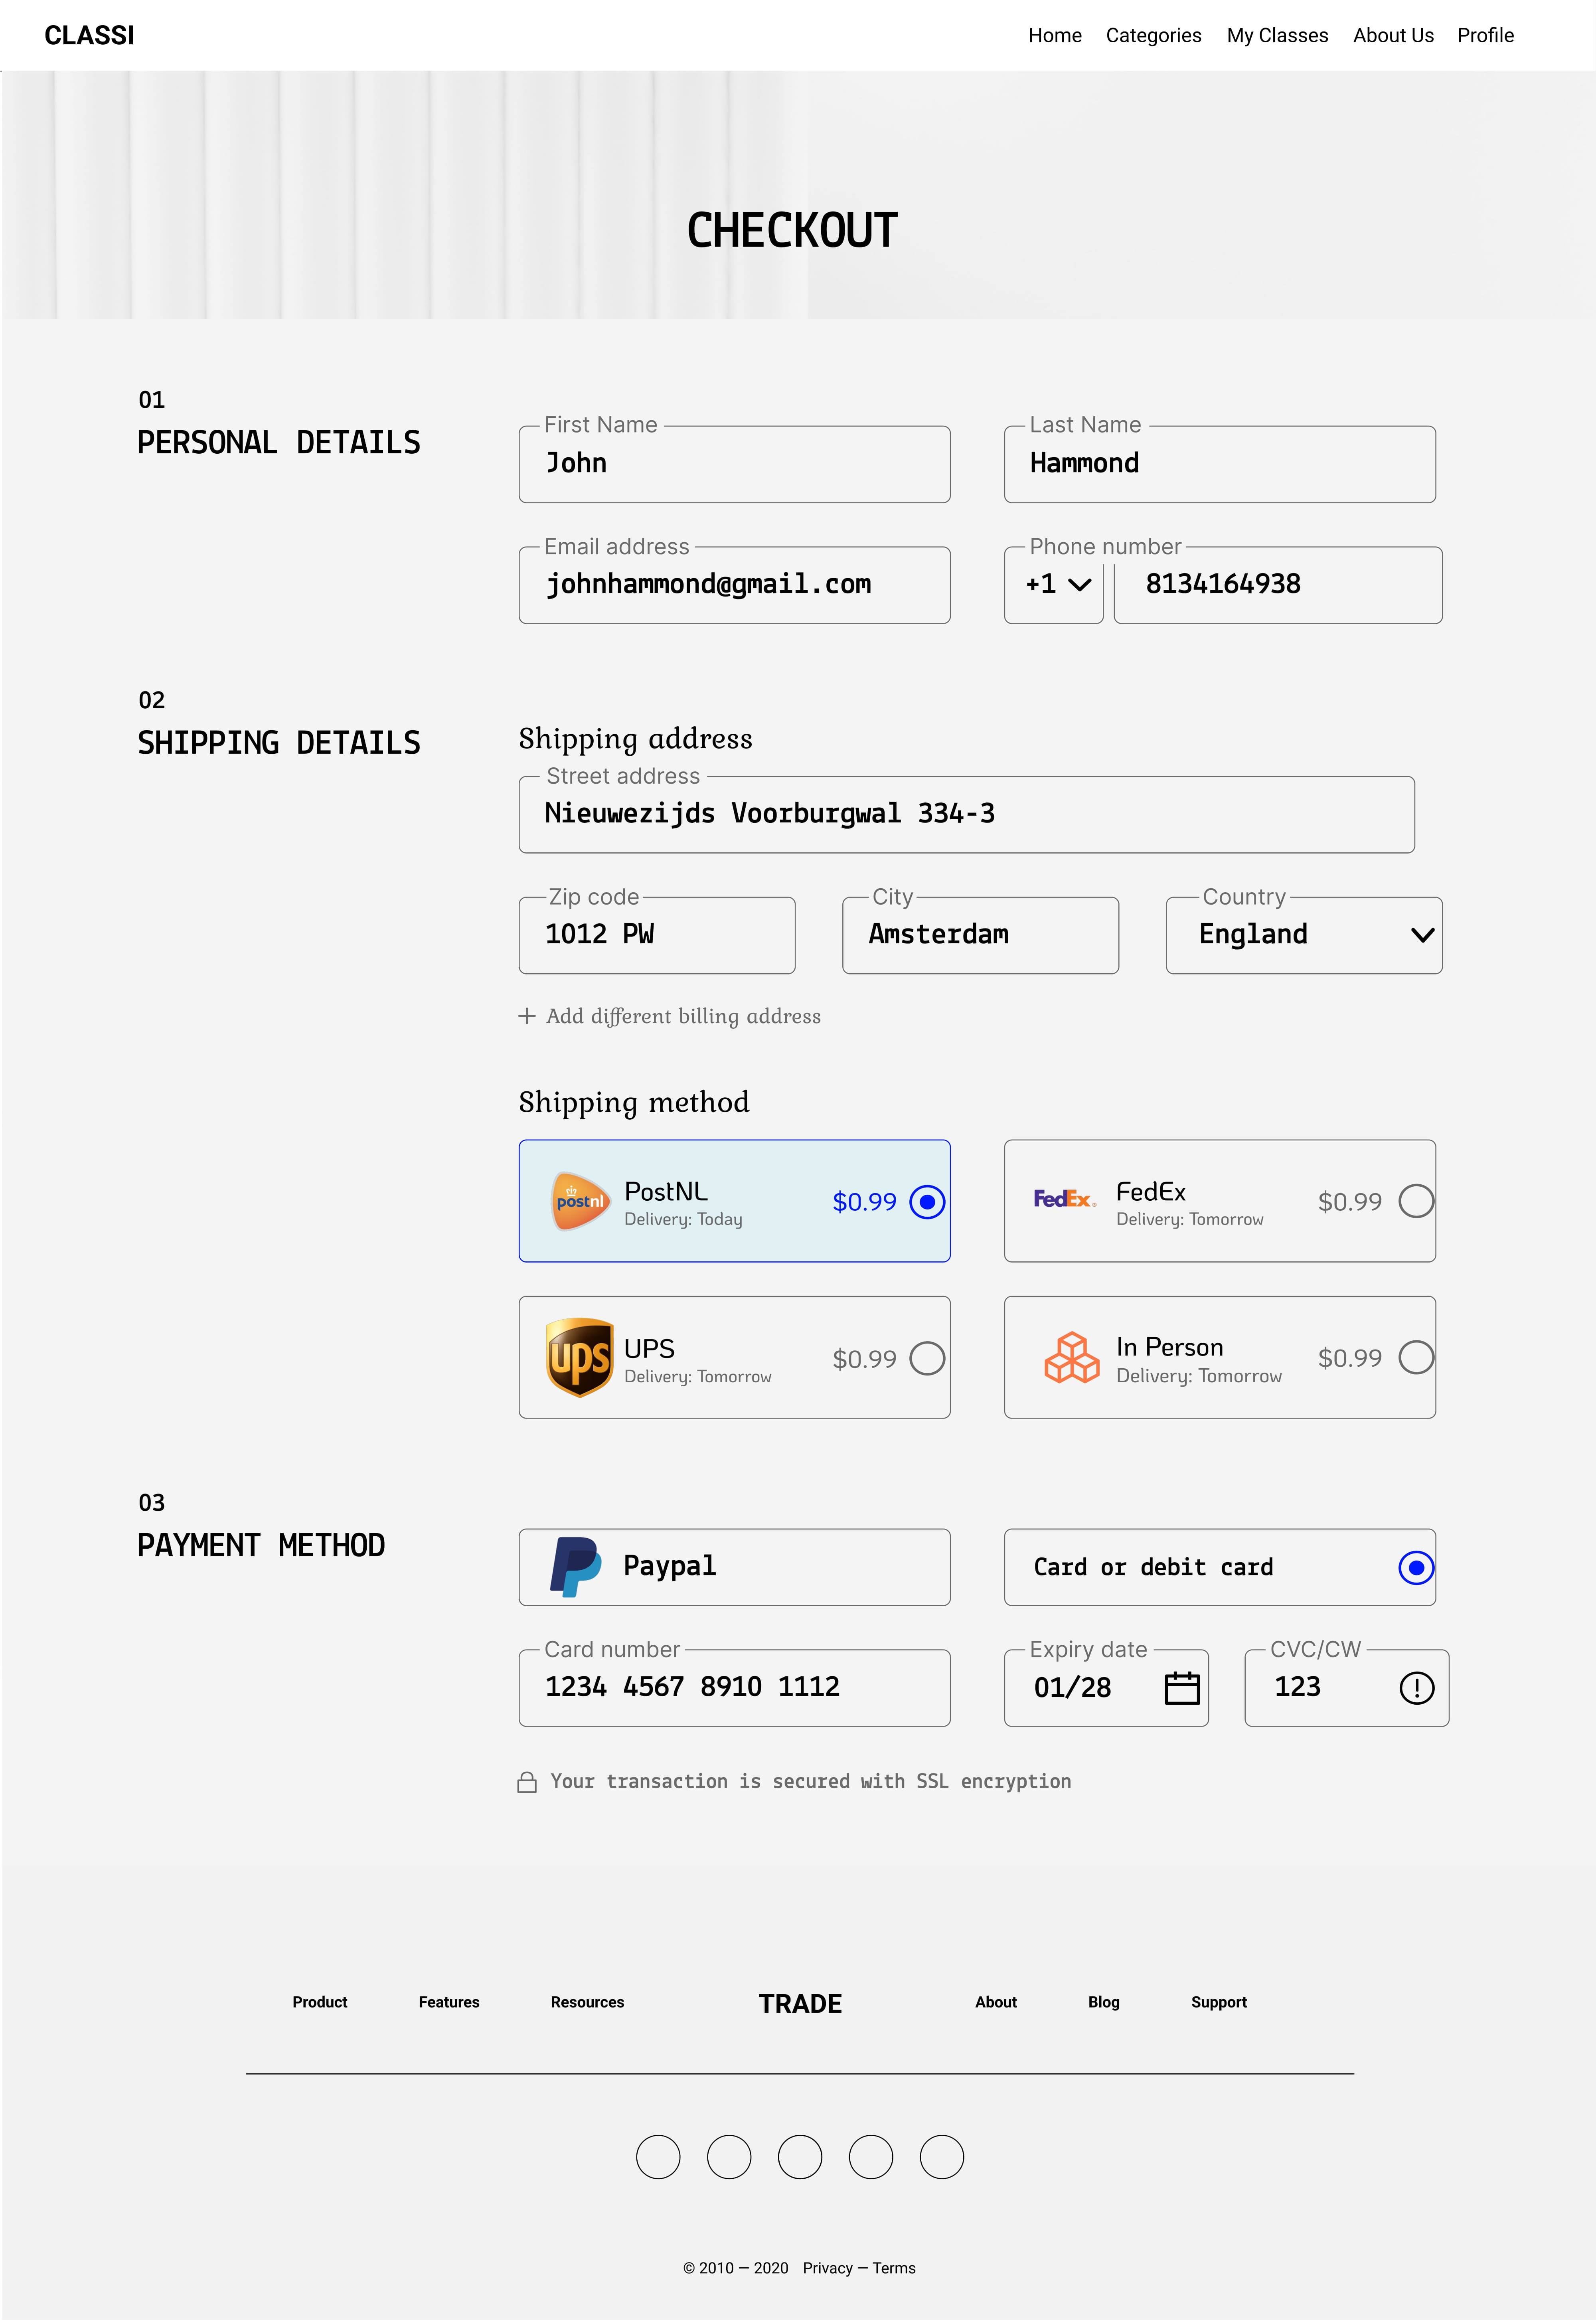 CLASSI
Home Categories My Classes About Us Profile
CHECKOUT
01
PERSONAL DETAILS
First Name
John
Last Name
Hammond
Email address
johnhammond@gmail.com
Phone number
+1 8134164938
02
SHIPPING DETAILS
Shipping address
Street address
Nieuwezijds Voorburgwal 334-3
Zip code
1012 PW
City
Amsterdam
Country
England
Add different billing address
Shipping method
postnl
PostNL
Delivery: Today
$0.99
FedEx
FedEx
Delivery: Tomorrow
$0.99
ups
UPS
Delivery: Tomorrow
$0.99
In Person
Delivery: Tomorrow
$0.99
03
PAYMENT METHOD
Paypal
Card or debit card
Card number
1234 4567 8910 1112
Expiry date
01/28
CVC/CW
123
Your transaction is secured with SSL encryption
Product Features Resources TRADE About Blog Support
© 2010 — 2020 Privacy — Terms